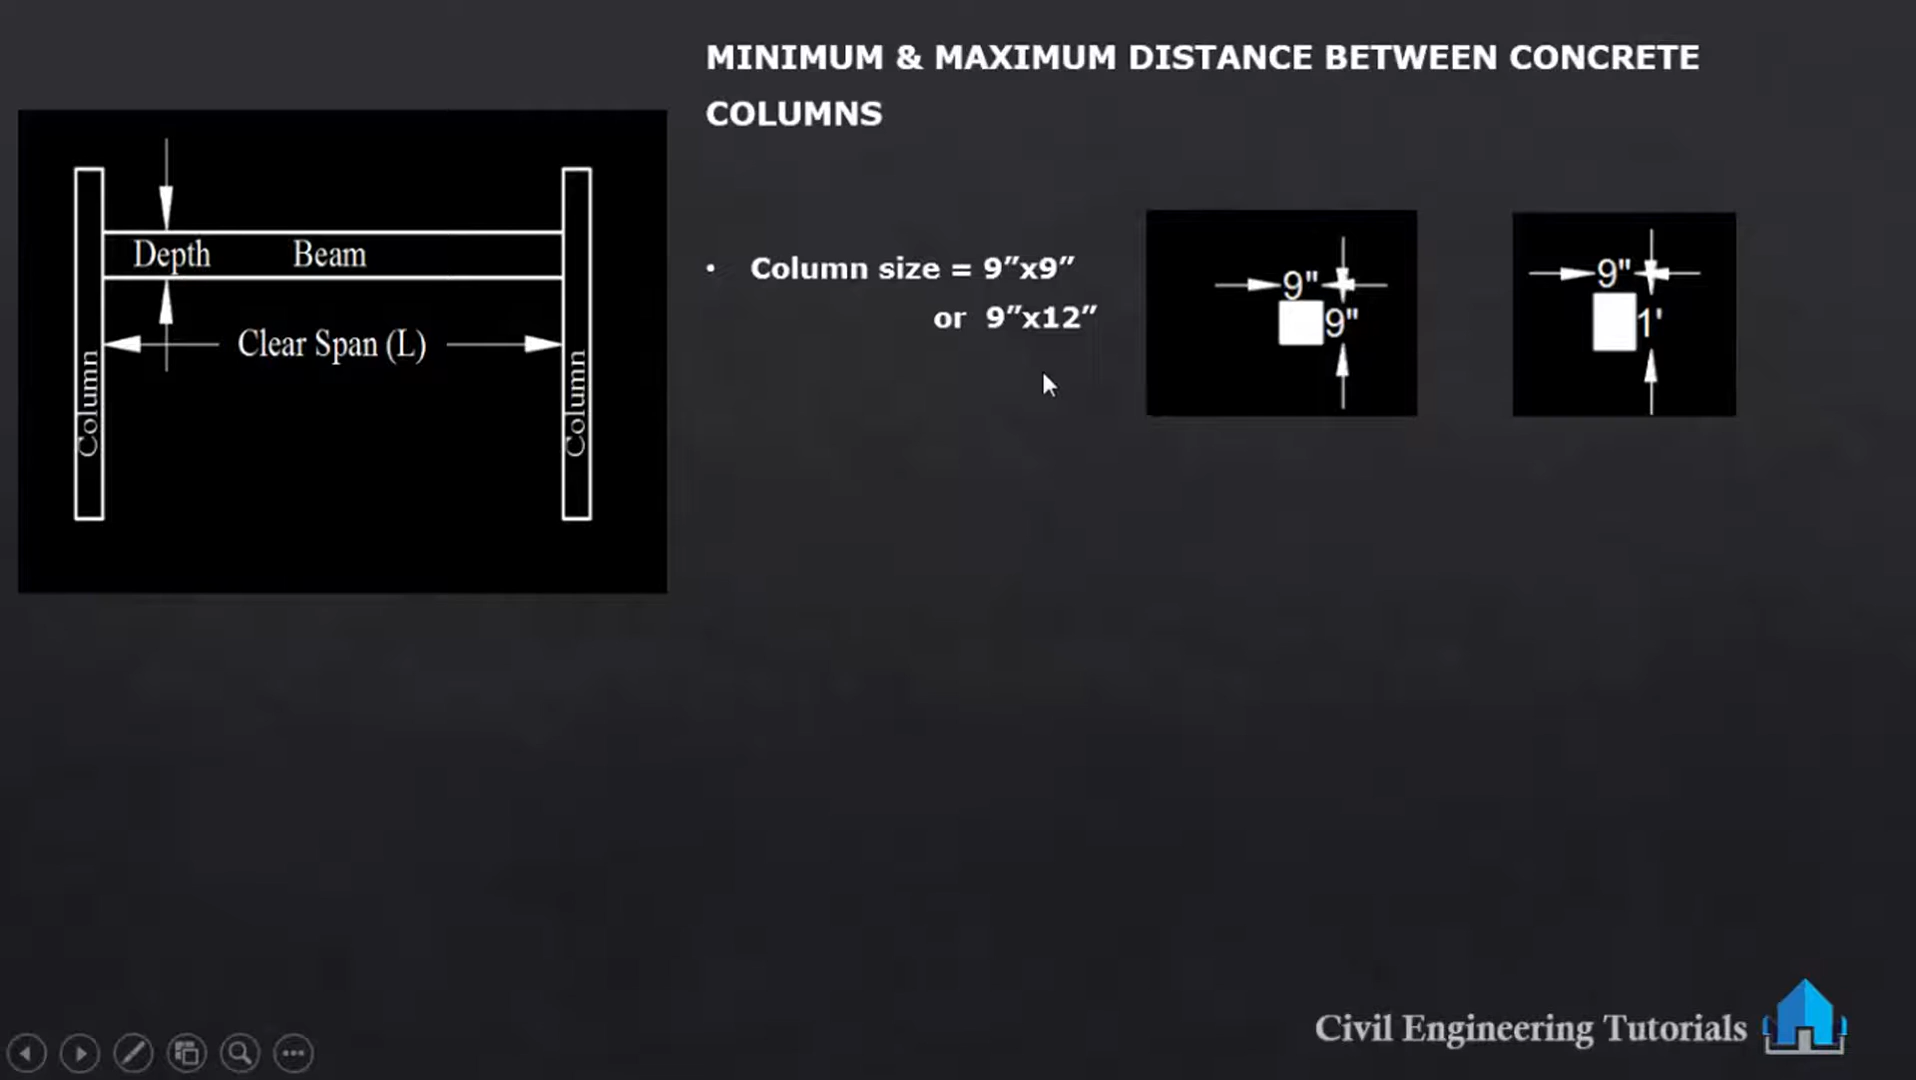 MINIMUM & MAXIMUM DISTANCE BETWEEN CONCRETE
COLUMNS
Depth Beam
Clear Span (L)
Column
Column
• Column size = 9”x9”
or 9”x12”
9"
9"
9"
1'
Civil Engineering Tutorials